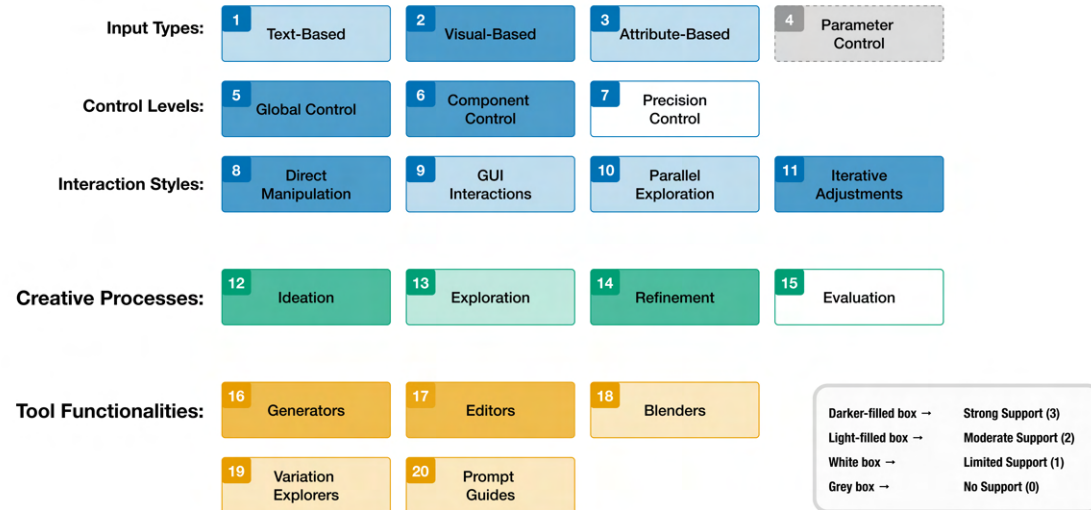 Input Types:
1
Text-Based
2
Visual-Based
3
Attribute-Based
4
Parameter
Control
Control Levels:
5
Global Control
6
Component
Control
7
Precision
Control
Interaction Styles:
8
Direct
Manipulation
9
GUI
Interactions
10
Parallel
Exploration
11
Iterative
Adjustments
Creative Processes:
12
Ideation
13
Exploration
14
Refinement
15
Evaluation
Tool Functionalities:
16
Generators
17
Editors
18
Blenders
19
Variation
Explorers
20
Prompt
Guides
Darker-filled box → Strong Support (3)
Light-filled box → Moderate Support (2)
White box → Limited Support (1)
Grey box → No Support (0)